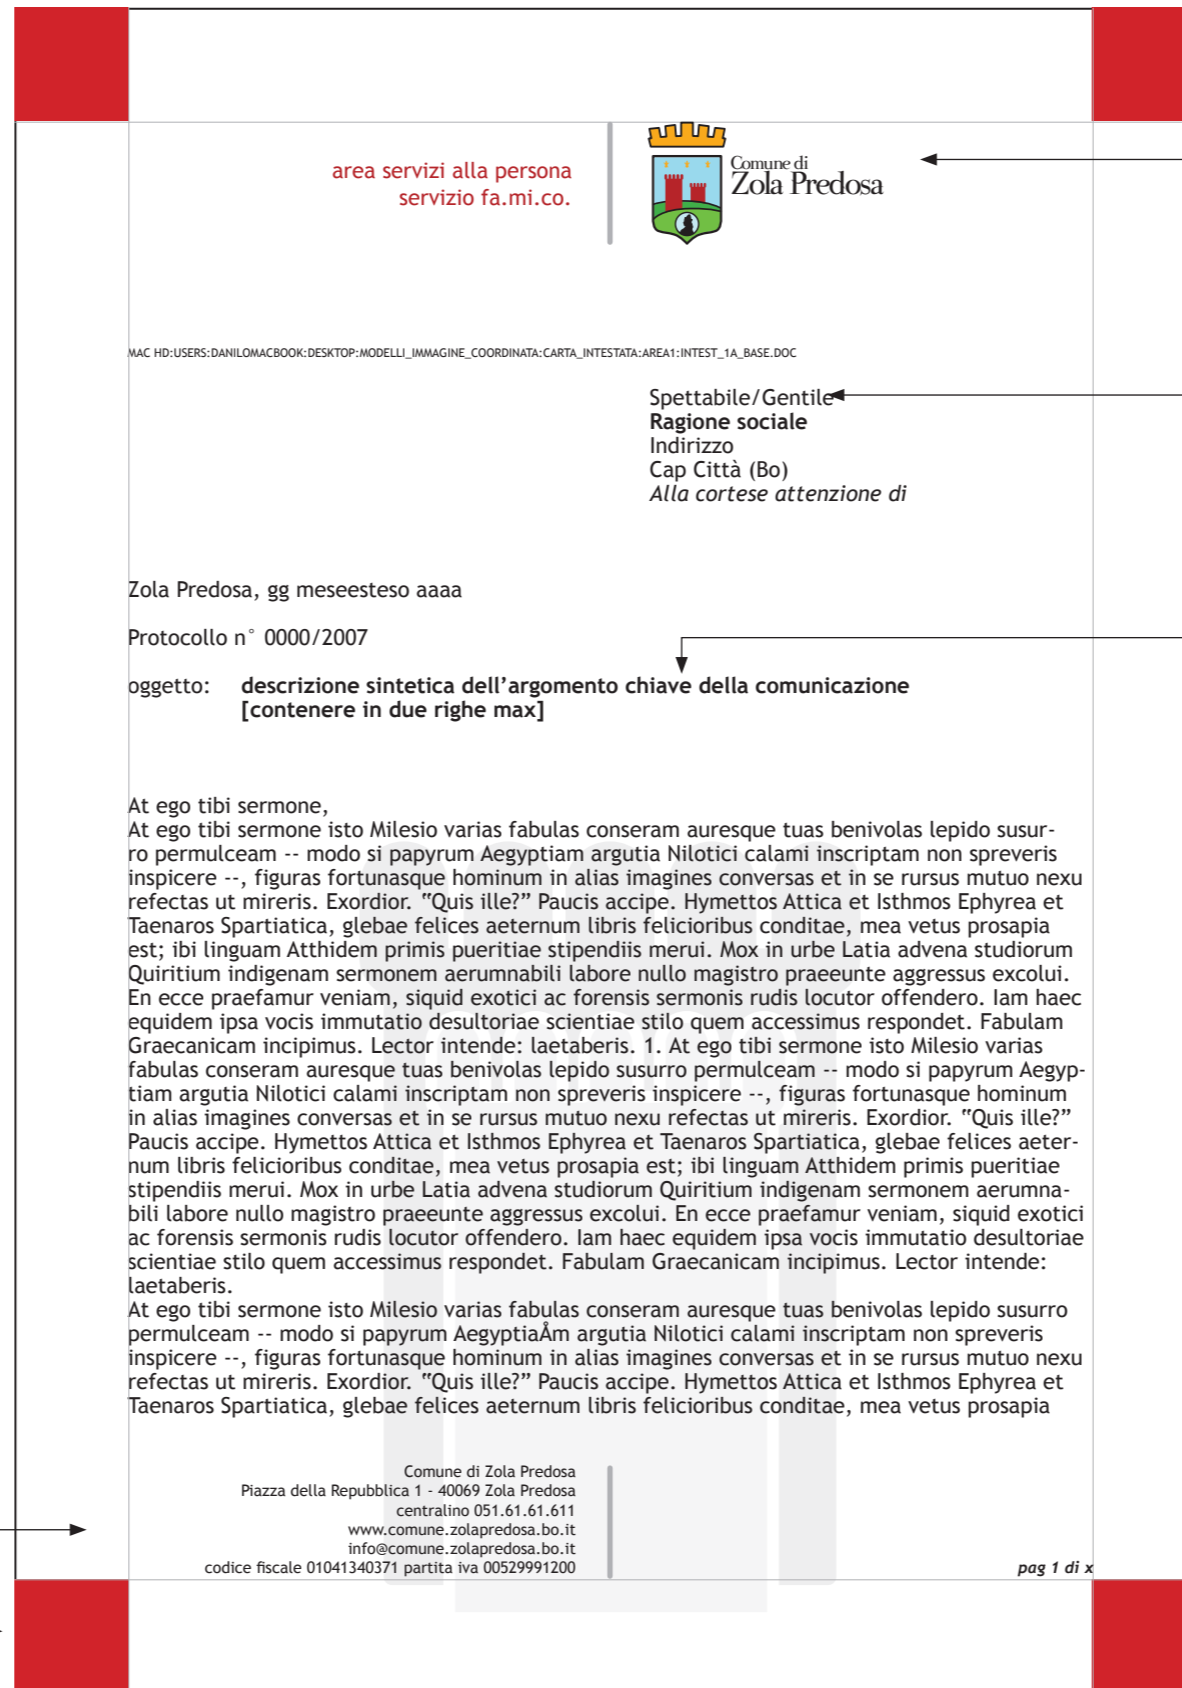 area servizi alla persona
servizio fa.mi.co.
Comune di
Zola Predosa
MAC HD:USERS:DANILOMACBOOK:DESKTOP:MODELLI_IMMAGINE_COORDINATA:CARTA_INTESTATA:AREA1:INTEST_1A_BASE.DOC
Spettabile/Gentile
Ragione sociale
Indirizzo
Cap Città (Bo)
Alla cortese attenzione di
Zola Predosa, gg meseesteso aaaa
Protocollo n° 0000/2007
oggetto: descrizione sintetica dell’argomento chiave della comunicazione
[contenere in due righe max]
At ego tibi sermone,
At ego tibi sermone isto Milesio varias fabulas conseram auresque tuas benivolas lepido susur-
ro permulceam -- modo si papyrum Aegyptiam argutia Nilotici calami inscriptam non spreveris
inspicere --, figuras fortunasque hominum in alias imagines conversas et in se rursus mutuo nexu
refectas ut mireris. Exordior. “Quis ille?” Paucis accipe. Hymettos Attica et Isthmos Ephyrea et
Taenaros Spartiatica, glebae felices aeternum libris felicioribus conditae, mea vetus prosapia
est; ibi linguam Atthidem primis pueritiae stipendiis merui. Mox in urbe Latia advena studiorum
Quiritium indigenam sermonem aerumnabili labore nullo magistro praeeunte aggressus excolui.
En ecce praefamur veniam, siquid exotici ac forensis sermonis rudis locutor offendero. Iam haec
equidem ipsa vocis immutatio desultoriae scientiae stilo quem accessimus respondet. Fabulam
Graecanicam incipimus. Lector intende: laetaberis. 1. At ego tibi sermone isto Milesio varias
fabulas conseram auresque tuas benivolas lepido susurro permulceam -- modo si papyrum Aegyp-
tiam argutia Nilotici calami inscriptam non spreveris inspicere --, figuras fortunasque hominum
in alias imagines conversas et in se rursus mutuo nexu refectas ut mireris. Exordior. “Quis ille?”
Paucis accipe. Hymettos Attica et Isthmos Ephyrea et Taenaros Spartiatica, glebae felices aeter-
num libris felicioribus conditae, mea vetus prosapia est; ibi linguam Atthidem primis pueritiae
stipendiis merui. Mox in urbe Latia advena studiorum Quiritium indigenam sermonem aerumna-
bili labore nullo magistro praeeunte aggressus excolui. En ecce praefamur veniam, siquid exotici
ac forensis sermonis rudis locutor offendero. Iam haec equidem ipsa vocis immutatio desultoriae
scientiae stilo quem accessimus respondet. Fabulam Graecanicam incipimus. Lector intende:
laetaberis.
At ego tibi sermone isto Milesio varias fabulas conseram auresque tuas benivolas lepido susurro
permulceam -- modo si papyrum AegyptiaÅm argutia Nilotici calami inscriptam non spreveris
inspicere --, figuras fortunasque hominum in alias imagines conversas et in se rursus mutuo nexu
refectas ut mireris. Exordior. “Quis ille?” Paucis accipe. Hymettos Attica et Isthmos Ephyrea et
Taenaros Spartiatica, glebae felices aeternum libris felicioribus conditae, mea vetus prosapia
Comune di Zola Predosa
Piazza della Repubblica 1 - 40069 Zola Predosa
centralino 051.61.61.611
www.comune.zolapredosa.bo.it
info@comune.zolapredosa.bo.it
codice fiscale 01041340371 partita iva 00529991200
pag 1 di x